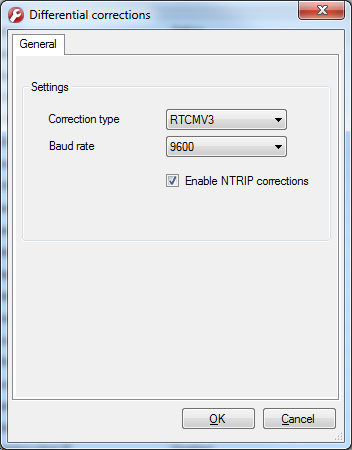 Differential corrections
General
Settings
Correction type RTCMV3
Baud rate 9600
Enable NTRIP corrections
OK Cancel